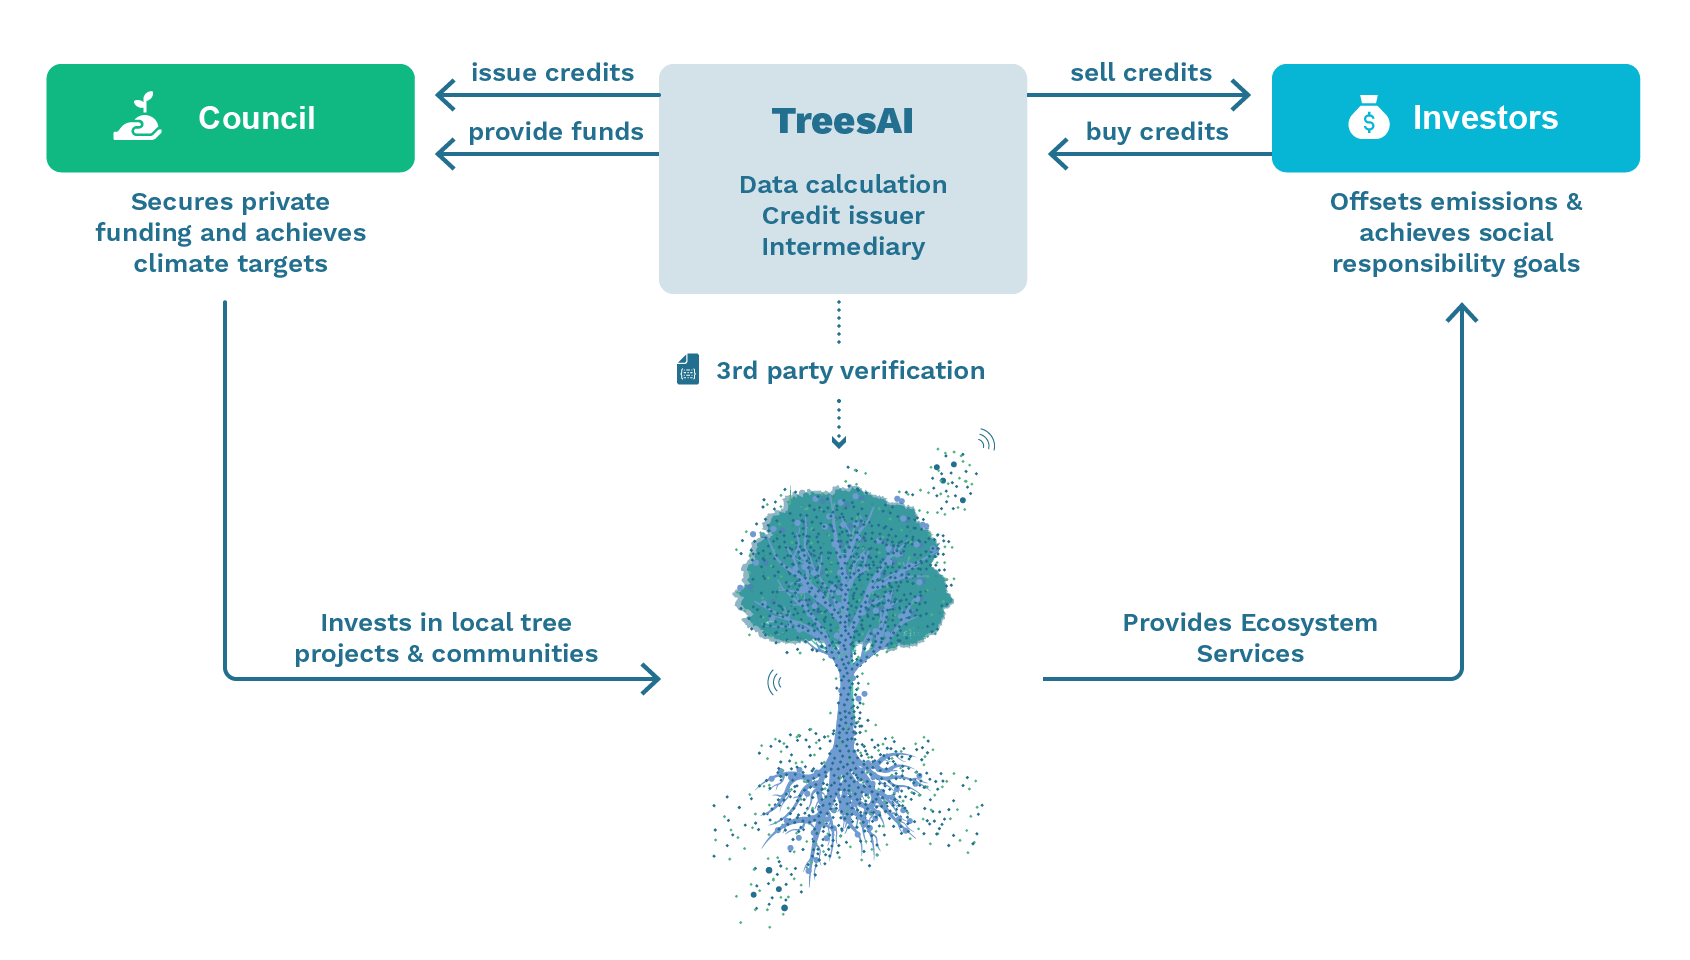 issue credits
sell credits
Council
TreesAI
Investors
provide funds
buy credits
Data calculation
Credit issuer
Intermediary
Secures private
funding and achieves
climate targets
Offsets emissions &
achieves social
responsibility goals
3rd party verification
Invests in local tree
projects & communities
Provides Ecosystem
Services